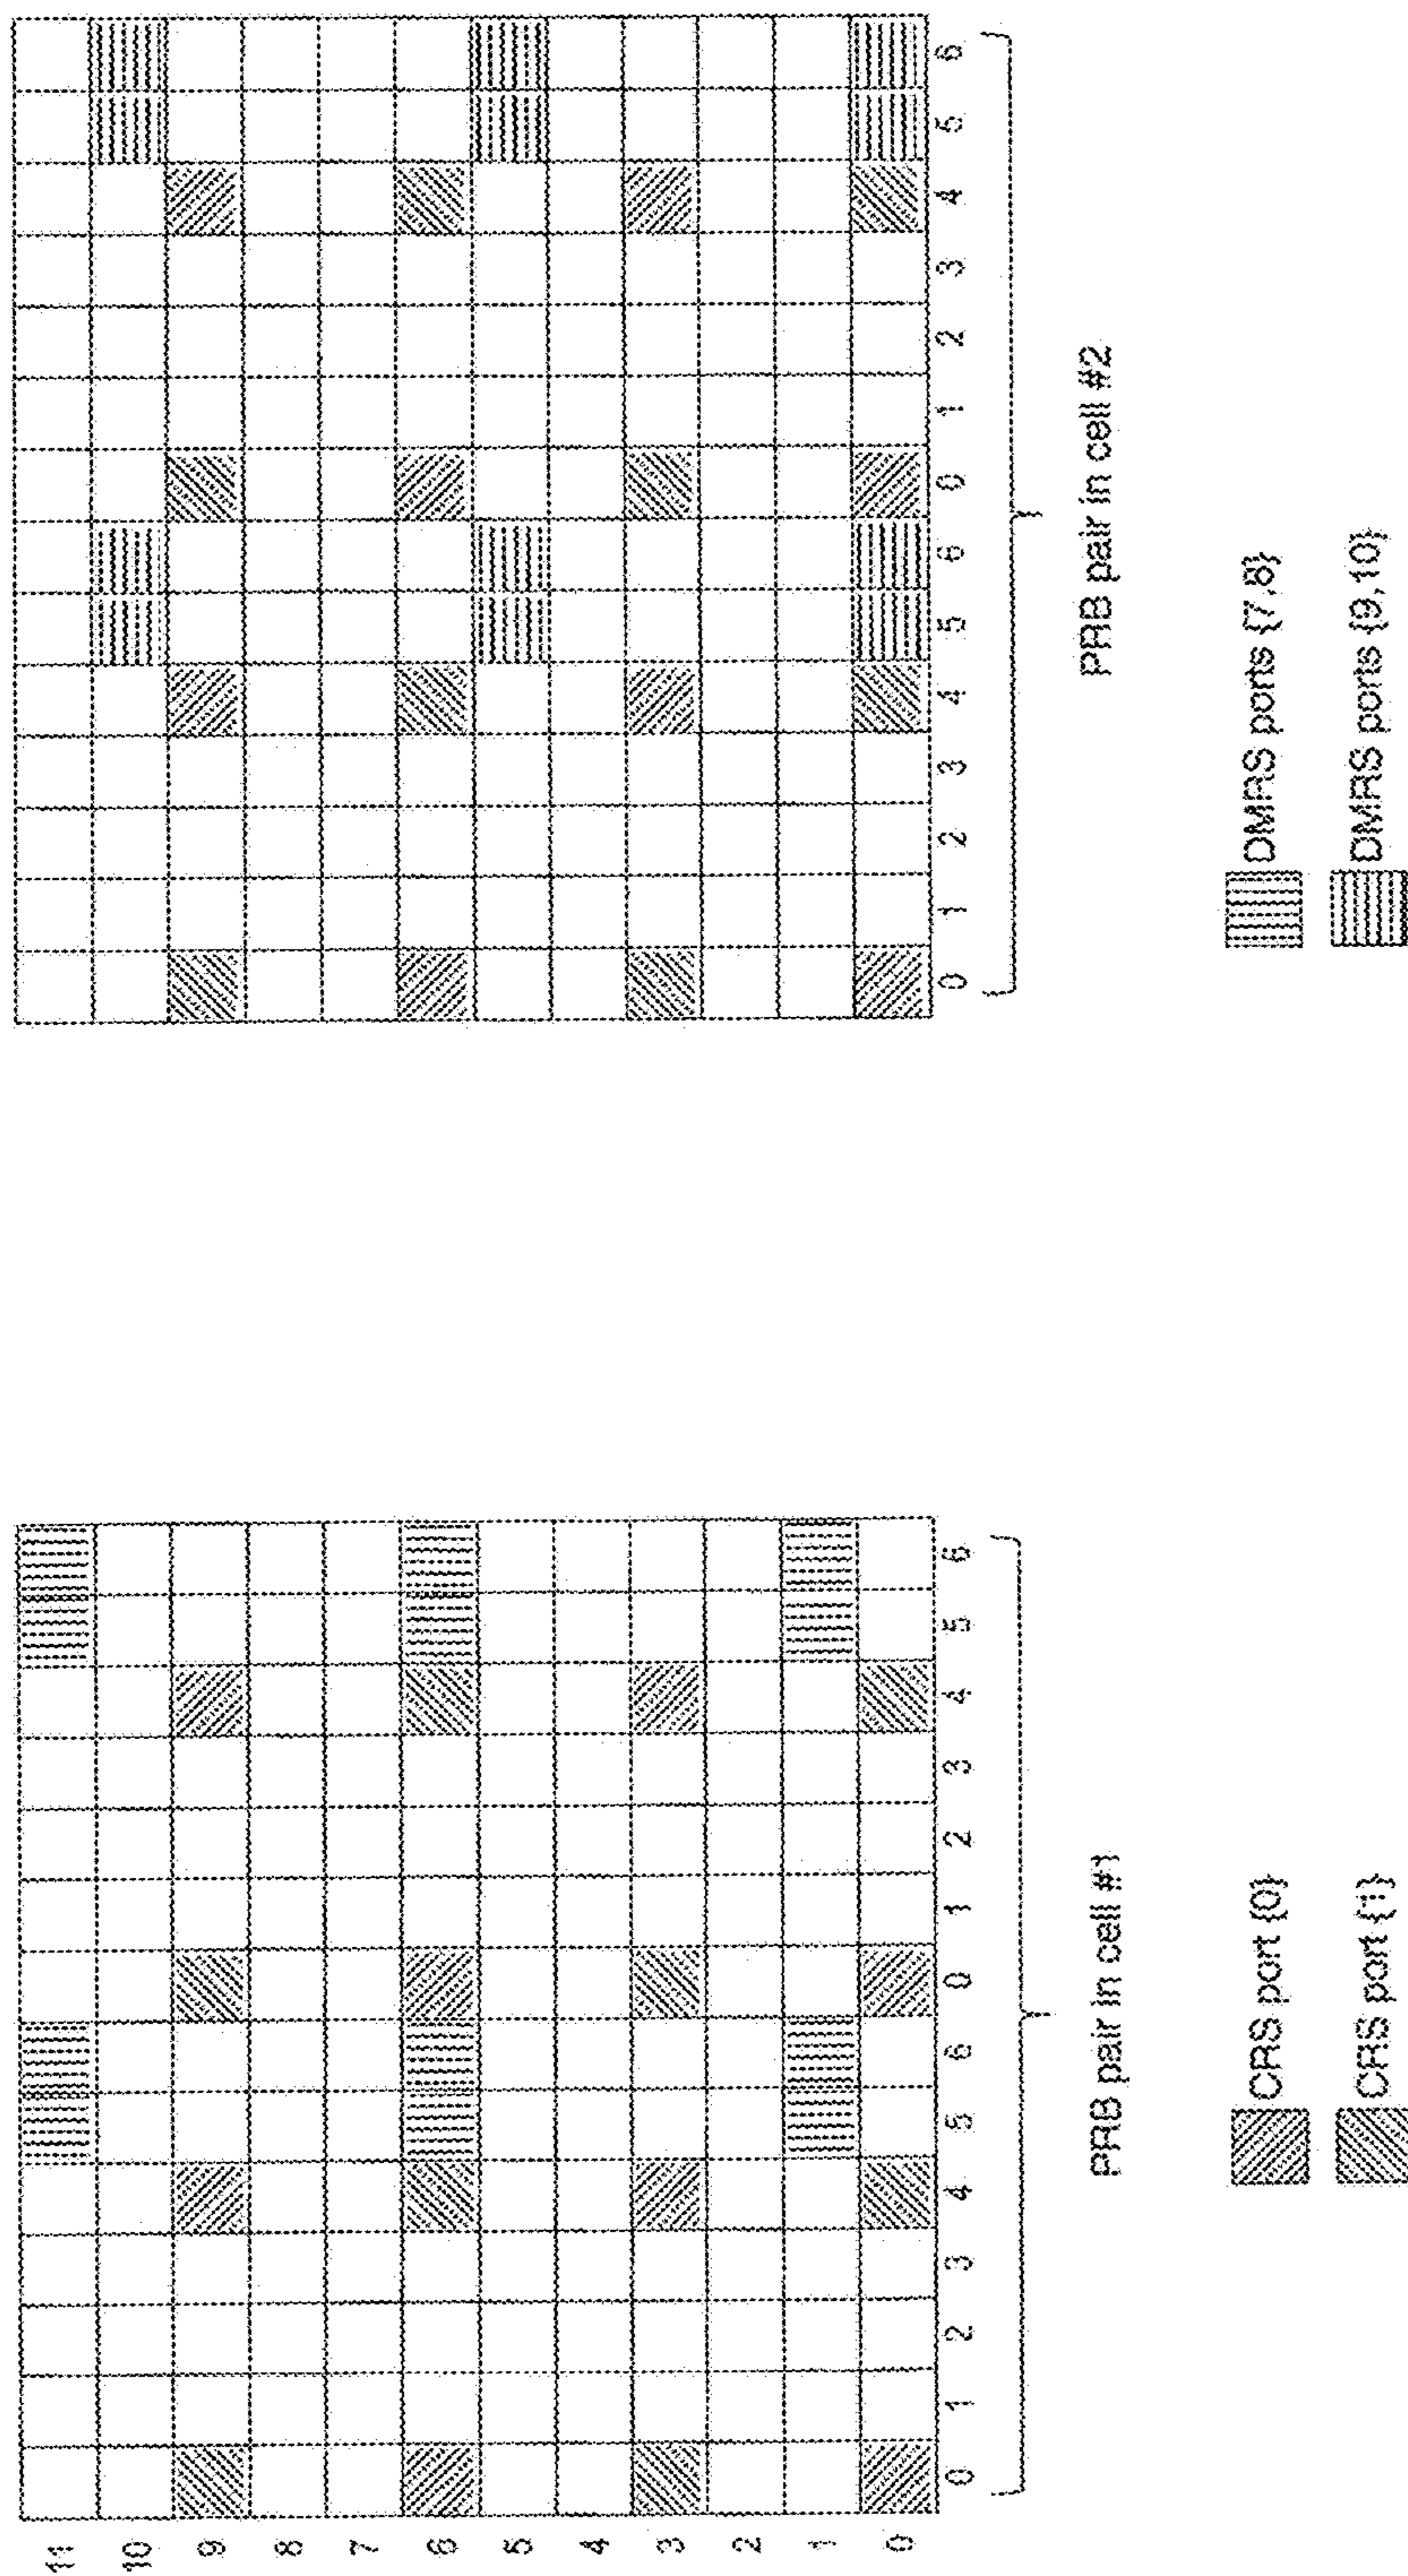 11
10
9
8
7
6
5
4
3
2
1
0
0 1 2 3 4 5 6 0 1 2 3 4 5 6
PRB pair in cell #1
0 1 2 3 4 5 6 0 1 2 3 4 5 6
PRB pair in cell #2
CRS port {0}
CRS port {1}
DMRS ports {7,8}
DMRS ports {9,10}